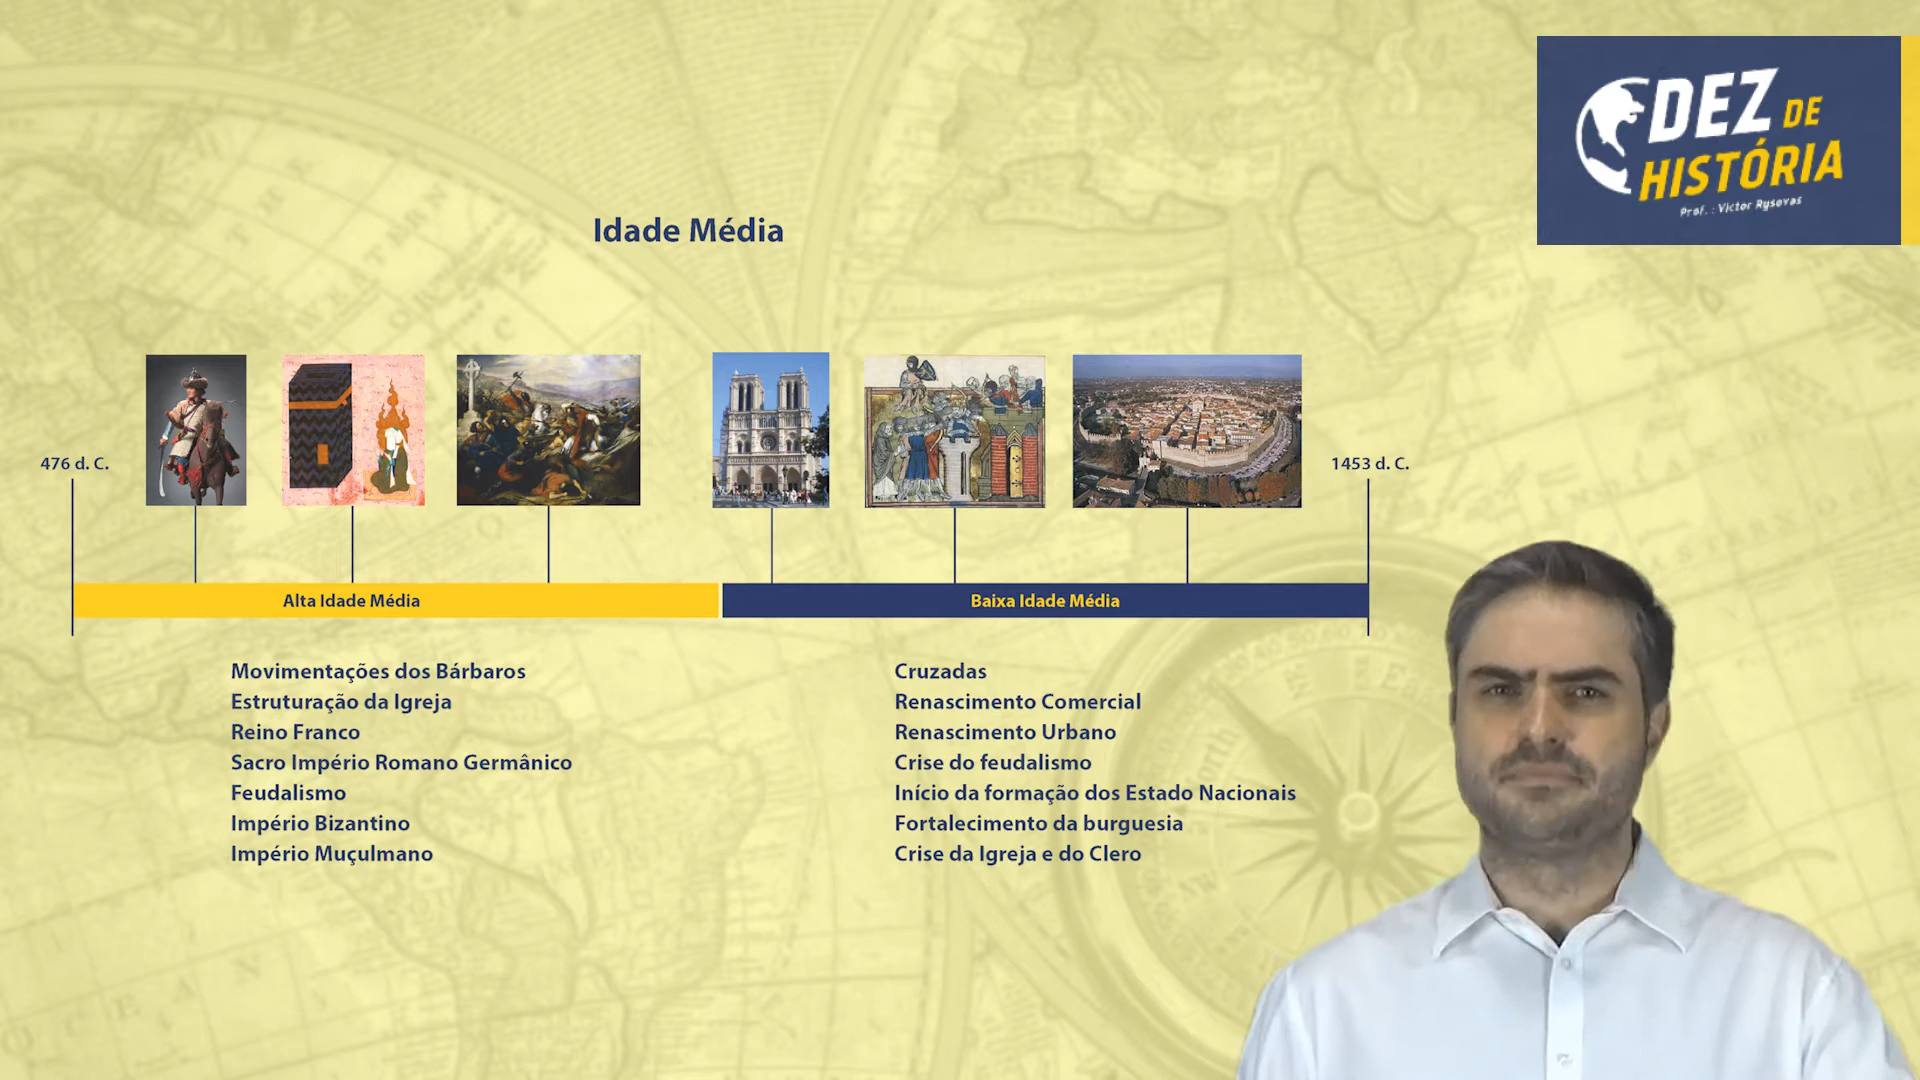 DEZ DE
HISTÓRIA
Prof. : Victor Rysovas
Idade Média
476 d. C.
1453 d. C.
Alta Idade Média
Baixa Idade Média
Movimentações dos Bárbaros
Estruturação da Igreja
Reino Franco
Sacro Império Romano Germânico
Feudalismo
Império Bizantino
Império Muçulmano
Cruzadas
Renascimento Comercial
Renascimento Urbano
Crise do feudalismo
Início da formação dos Estado Nacionais
Fortalecimento da burguesia
Crise da Igreja e do Clero